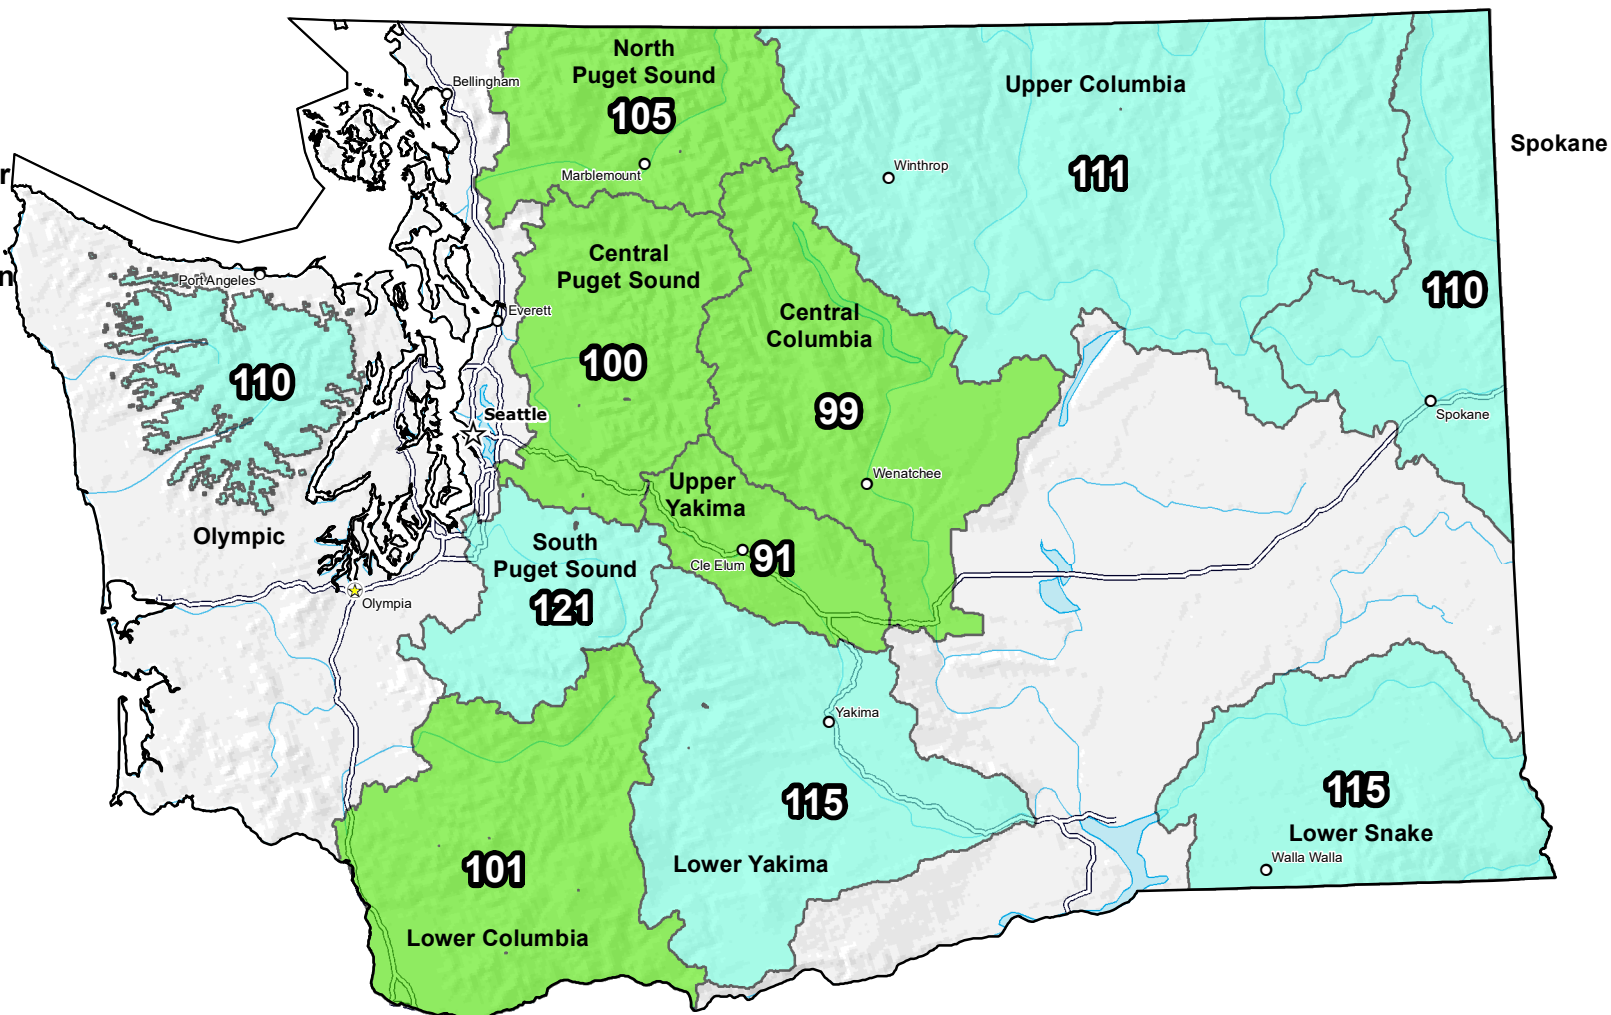 North
Puget Sound
105
Bellingham
Marblemount
Upper Columbia
111
Winthrop
Spokane
r
n
Port Angeles
110
Central
Puget Sound
100
Everett
Central
Columbia
99
110
Spokane
Seattle
Wenatchee
Upper
Yakima
91
Cle Elum
Olympic
South
Puget Sound
121
Olympia
Yakima
115
Lower Yakima
115
Lower Snake
Walla Walla
101
Lower Columbia